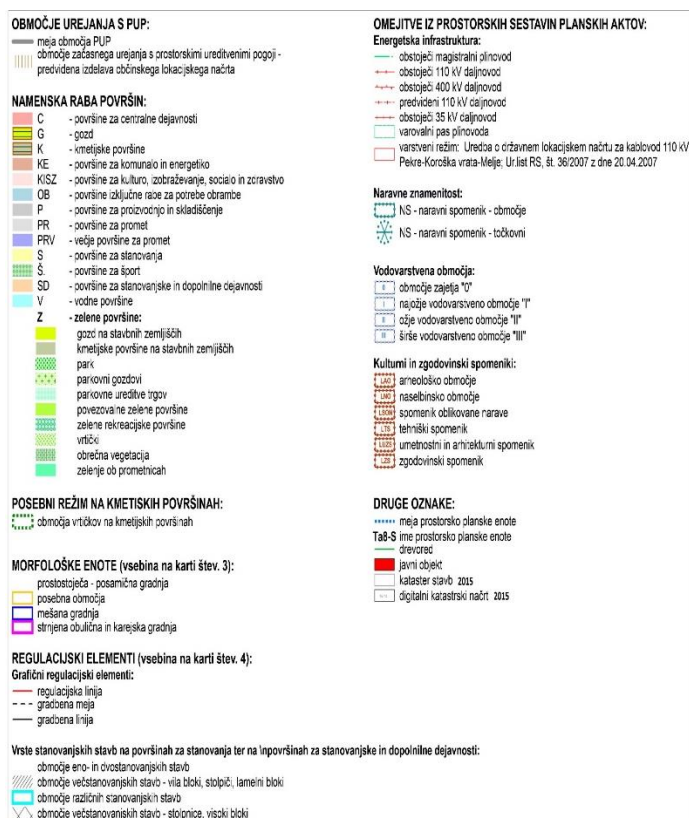 OBMOČJE UREJANJA S PUP:
meja območja PUP
območje začasnega urejanja s prostorskimi ureditvenimi pogoji -
predvidena izdelava občinskega lokacijskega načrta
NAMENSKA RABA POVRŠIN:
C - površine za centralne dejavnosti
G - gozd
K - kmetijske površine
KE - površine za komunalo in energetiko
KISZ - površine za kulturo, izobraževanje, socialo in zdravstvo
OB - površine izključne rabe za potrebe obrambe
P - površine za proizvodnjo in skladiščenje
PR - površine za promet
PRV - večje površine za promet
S - površine za stanovanja
Š. - površine za šport
SD - površine za stanovanjske in dopolnilne dejavnosti
V - vodne površine
Z - zelene površine:
gozd na stavbnih zemljiščih
kmetijske površine na stavbnih zemljiščih
park
parkovni gozdovi
parkovne ureditve trgov
povezovalne zelene površine
zelene rekreacijske površine
vrtički
obrečna vegetacija
zelenje ob prometnicah
POSEBNI REŽIM NA KMETISKIH POVRŠINAH:
območja vrtičkov na kmetijskih površinah
MORFOLOŠKE ENOTE (vsebina na karti štev. 3):
prostostoječa - posamična gradnja
posebna območja
mešana gradnja
strnjena obulična in karejska gradnja
REGULACIJSKI ELEMENTI (vsebina na karti štev. 4):
Grafični regulacijski elementi:
regulacijska linija
gradbena meja
gradbena linija
Vrste stanovanjskih stavb na površinah za stanovanja ter na \npovršinah za stanovanjske in dopolnilne dejavnosti:
območje eno- in dvostanovanjskih stavb
območje večstanovanjskih stavb - vila bloki, stolpiči, lamelni bloki
območje različnih stanovanjskih stavb
območje večstanovanjskih stavb - stolpnice, visoki bloki
OMEJITVE IZ PROSTORSKIH SESTAVIN PLANSKIH AKTOV:
Energetska infrastruktura:
obstoječi magistralni plinovod
obstoječi 110 kV daljnovod
obstoječi 400 kV daljnovod
predvideni 110 kV daljnovod
obstoječi 35 kV daljnovod
varovalni pas plinovoda
varstveni režim: Uredba o državnem lokacijskem načrtu za kablovod 110 kV
Pekre-Koroška vrata-Melje; Ur.list RS, št. 36/2007 z dne 20.04.2007
Naravne znamenitost:
NS - naravni spomenik - območje
NS - naravni spomenik - točkovni
Vodovarstvena območja:
0 območje zajetja "0"
I najožje vodovarstveno območje "I"
II ožje vodovarstveno območje "II"
III širše vodovarstveno območje "III"
Kulturni in zgodovinski spomeniki:
LAO arheološko območje
LNO naselbinsko območje
LSON spomenik oblikovane narave
LTS tehniški spomenik
LUZS umetnostni in arhitekturni spomenik
LZS zgodovinski spomenik
DRUGE OZNAKE:
meja prostorsko planske enote
Ta8-S ime prostorsko planske enote
drevored
javni objekt
kataster stavb 2015
digitalni katastrski načrt 2015